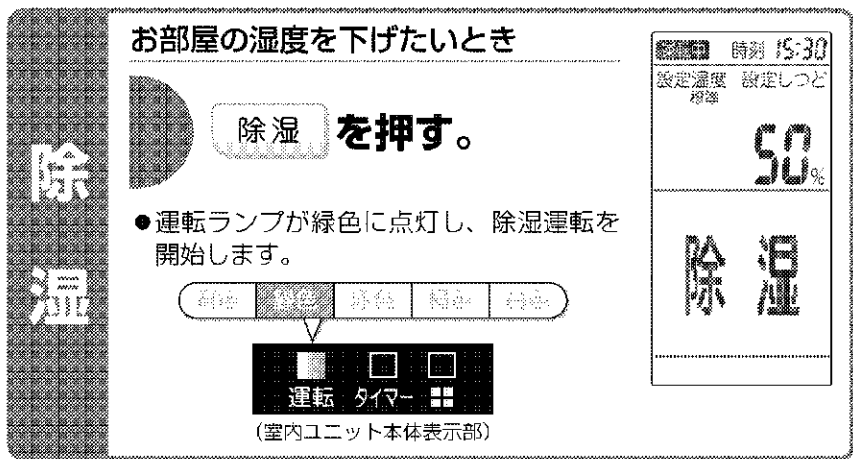 除湿
お部屋の湿度を下げたいとき
除湿 を押す。
●運転ランプが緑色に点灯し、除湿運転を
開始します。
緑色
運転 タイマー
(室内ユニット本体表示部)
時刻 15:30
設定温度 設定しつど
標準
50%
除湿